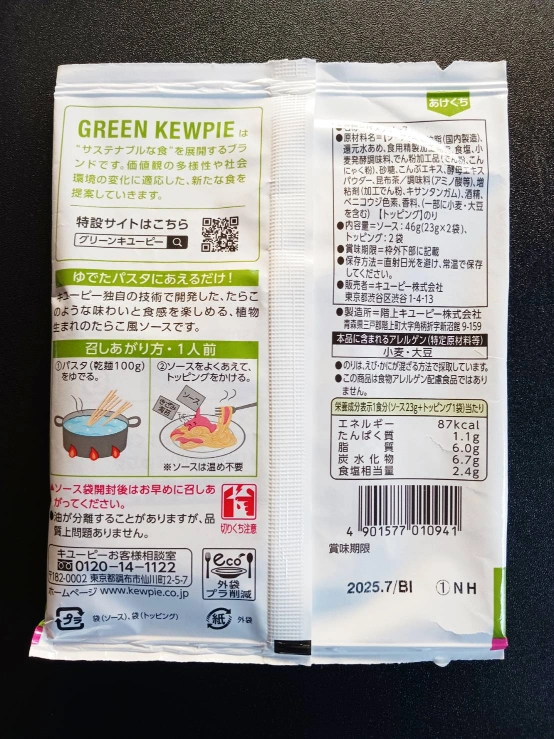 GREEN KEWPIE は
"サステナブルな食"を展開するブラ
ンドです。価値観の多様性や社会
環境の変化に適応した、新たな食を
提案していきます。
特設サイトはこちら
グリーンキユーピー
ゆでたパスタにあえるだけ!
キユーピー独自の技術で開発した、たらこ
のような味わいと食感を楽しめる、植物
生まれのたらこ風ソースです。
召しあがり方・1人前
①パスタ(乾麺100g)
をゆでる。
②ソースをよくあえて、
トッピングをかける。
ソース
きざみ海苔
※ソースは温め不要
▲ソース袋開封後はお早めに召しあ
がってください。
●油が分離することがありますが、品
質上問題ありません。
切りくち注意
キユーピーお客様相談室
0120-14-1122
〒182-0002 東京都調布市仙川町2-5-7
ホームページ www.kewpie.co.jp
eco
外袋
プラ削減
プラ
袋(ソース)、袋(トッピング)
紙
外袋
あけくち
●原材料名=【
脂(国内製造)、
還元水あめ、食用精製加工
、食塩、小
麦発酵調味料、でん粉加工品(でん粉、こん
にゃく粉)、砂糖、こんぶエキス、酵母エキス
パウダー、昆布茶/調味料(アミノ酸等)、増
粘剤(加工でん粉、キサンタンガム)、酒精、
ベニコウジ色素、香料、(一部に小麦・大豆
を含む) 【トッピング】のり
●内容量=ソース:46g(23g×2袋)、
トッピング:2袋
●賞味期限=枠外下部に記載
●保存方法=直射日光を避け、常温で保存
してください。
●販売者=キユーピー株式会社
東京都渋谷区渋谷1-4-13
●製造所=階上キユーピー株式会社
青森県三戸郡階上町大字角柄折字新沼館9-159
本品に含まれるアレルゲン(特定原材料等)
小麦・大豆
●のりは、えび・かにが混ざる方法で採取しています。
●この商品は食物アレルゲン配慮食品ではあり
ません。
栄養成分表示1食分(ソース23g+トッピング1袋)当たり
エネルギー 87kcal
たんぱく質 1.1g
脂質 6.0g
炭水化物 6.7g
食塩相当量 2.4g
4 901577 010941
賞味期限
2025.7/BI ①NH